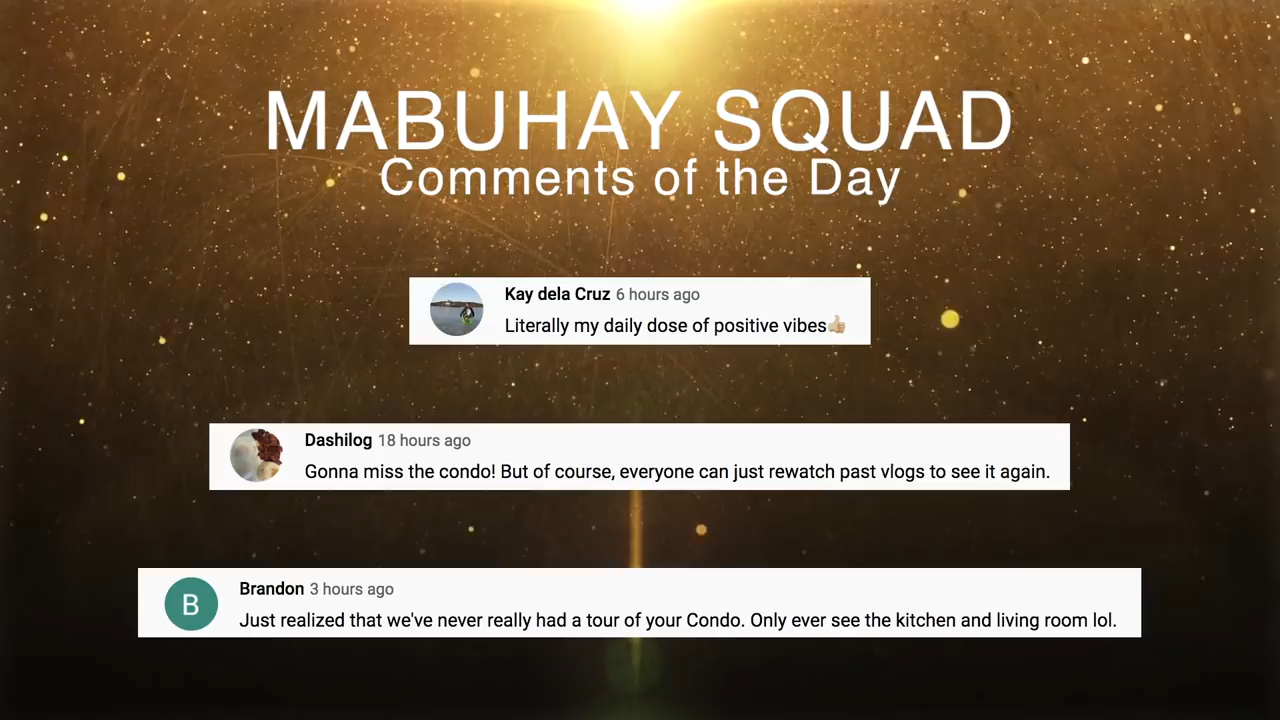 MABUHAY SQUAD
Comments of the Day
Kay dela Cruz 6 hours ago
Literally my daily dose of positive vibes👍🏼
Dashilog 18 hours ago
Gonna miss the condo! But of course, everyone can just rewatch past vlogs to see it again.
B
Brandon 3 hours ago
Just realized that we've never really had a tour of your Condo. Only ever see the kitchen and living room lol.